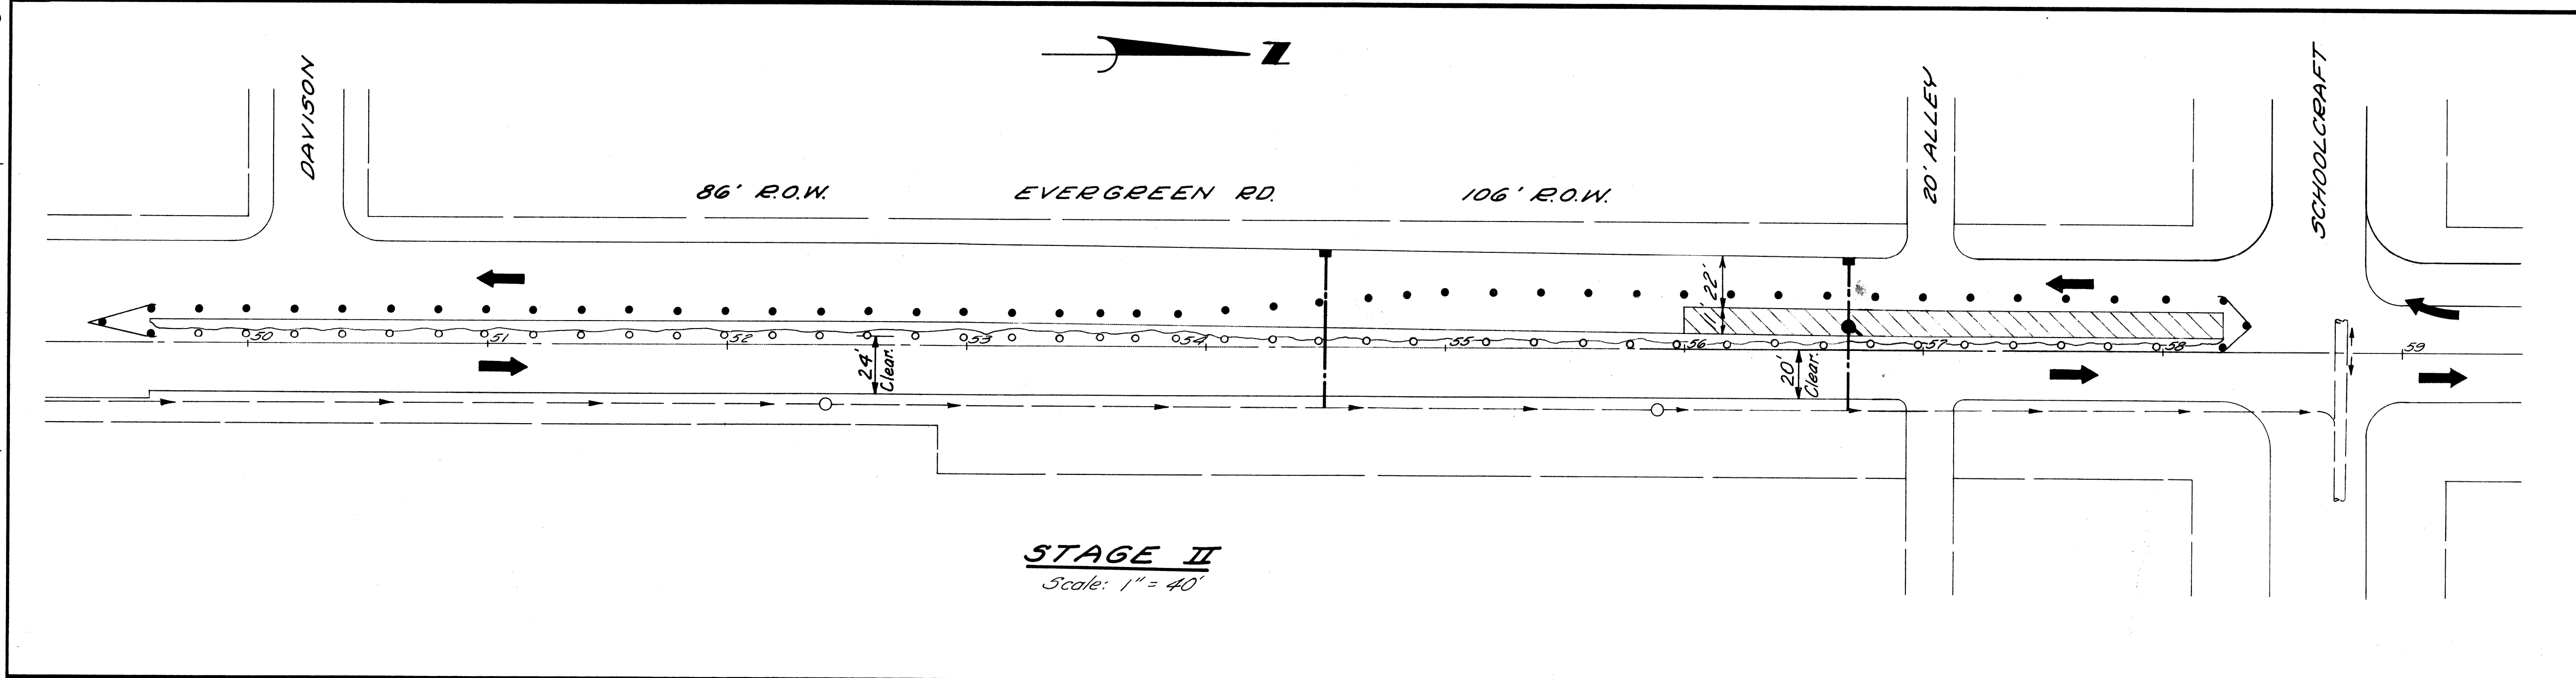 N
DAVISON
20' ALLEY
SCHOOLCRAFT
86' R.O.W.
EVERGREEN RD.
106' R.O.W.
22'
11'
50
51
52
53
54
55
56
57
58
59
24'
Clear.
20'
Clear.
STAGE II
Scale: 1" = 40'